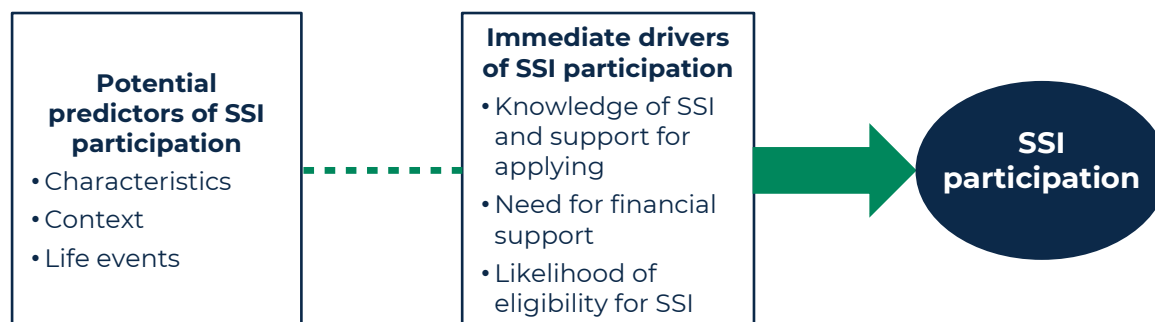 Potential
predictors of SSI
participation
• Characteristics
• Context
• Life events
Immediate drivers
of SSI participation
• Knowledge of SSI
and support for
applying
• Need for financial
support
• Likelihood of
eligibility for SSI
SSI
participation